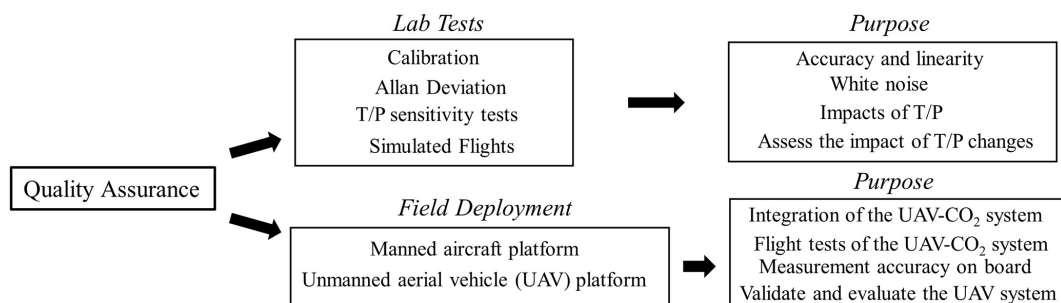 Lab Tests
Calibration
Allan Deviation
T/P sensitivity tests
Simulated Flights
Purpose
Accuracy and linearity
White noise
Impacts of T/P
Assess the impact of T/P changes
Quality Assurance
Field Deployment
Manned aircraft platform
Unmanned aerial vehicle (UAV) platform
Purpose
Integration of the UAV-CO₂ system
Flight tests of the UAV-CO₂ system
Measurement accuracy on board
Validate and evaluate the UAV system